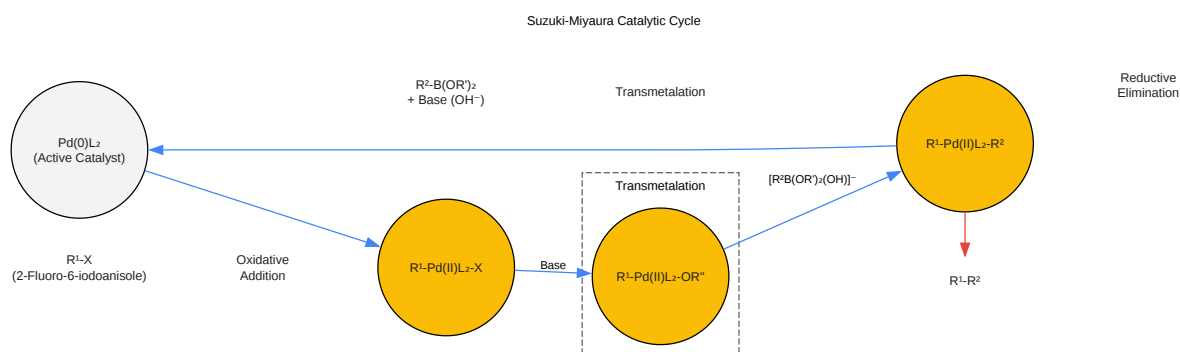 Suzuki-Miyaura Catalytic Cycle
R²-B(OR')₂
+ Base (OH⁻)
Transmetalation
Reductive
Elimination
Pd(0)L₂
(Active Catalyst)
R¹-Pd(II)L₂-R²
Transmetalation
[R²B(OR')₂(OH)]⁻
R¹-X
(2-Fluoro-6-iodoanisole)
Oxidative
Addition
R¹-Pd(II)L₂-X
Base
R¹-Pd(II)L₂-OR"
R¹-R²